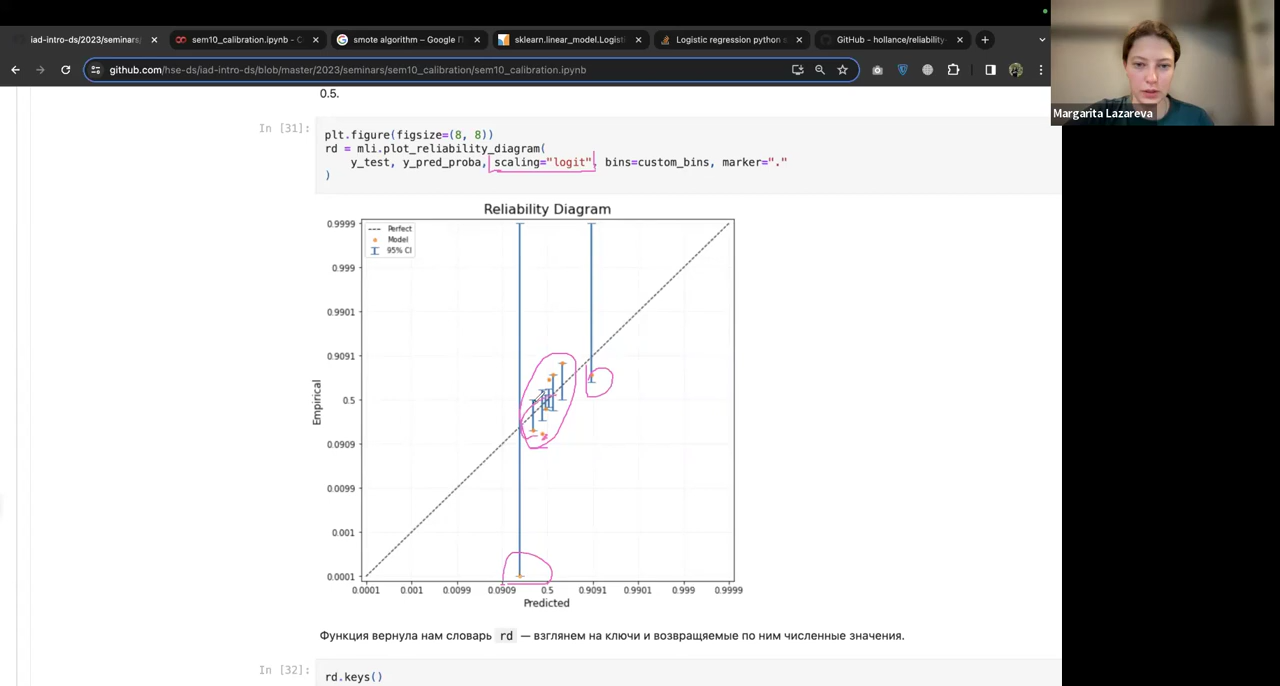 iad-intro-ds/2023/seminars
sem10_calibration.ipynb - C
smote algorithm – Google П
sklearn.linear_model.Logist
Logistic regression python s
GitHub - hollance/reliability-
github.com/hse-ds/iad-intro-ds/blob/master/2023/seminars/sem10_calibration/sem10_calibration.ipynb
Margarita Lazareva
0.5.
In [31]:
plt.figure(figsize=(8, 8))
rd = mli.plot_reliability_diagram(
y_test, y_pred_proba, scaling="logit", bins=custom_bins, marker="."
)
Reliability Diagram
Perfect
Model
95% CI
0.9999
0.999
0.9901
0.9091
0.5
0.0909
0.0099
0.001
0.0001
Empirical
0.0001 0.001 0.0099 0.0909 0.5 0.9091 0.9901 0.999 0.9999
Predicted
Функция вернула нам словарь rd — взглянем на ключи и возвращаемые по ним численные значения.
In [32]:
rd.keys()